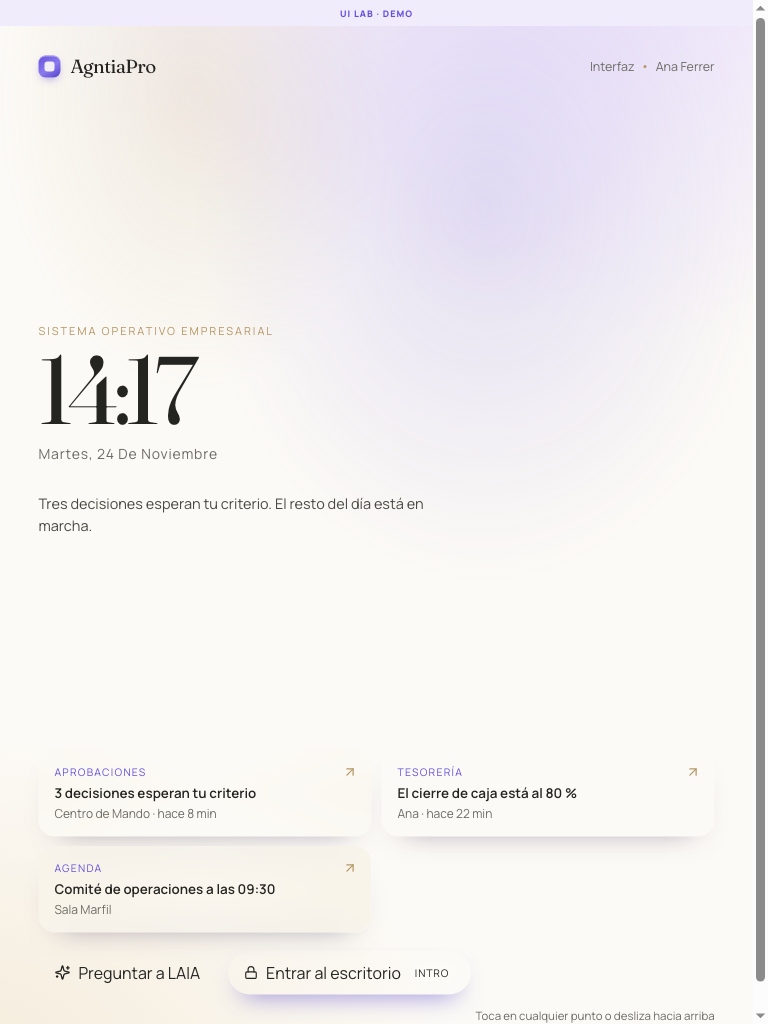 UI LAB · DEMO
AgntiaPro
Interfaz • Ana Ferrer
SISTEMA OPERATIVO EMPRESARIAL
14:17
Martes, 24 De Noviembre
Tres decisiones esperan tu criterio. El resto del día está en
marcha.
APROBACIONES
3 decisiones esperan tu criterio
Centro de Mando · hace 8 min
TESORERÍA
El cierre de caja está al 80 %
Ana · hace 22 min
AGENDA
Comité de operaciones a las 09:30
Sala Marfil
Preguntar a LAIA
Entrar al escritorio INTRO
Toca en cualquier punto o desliza hacia arriba